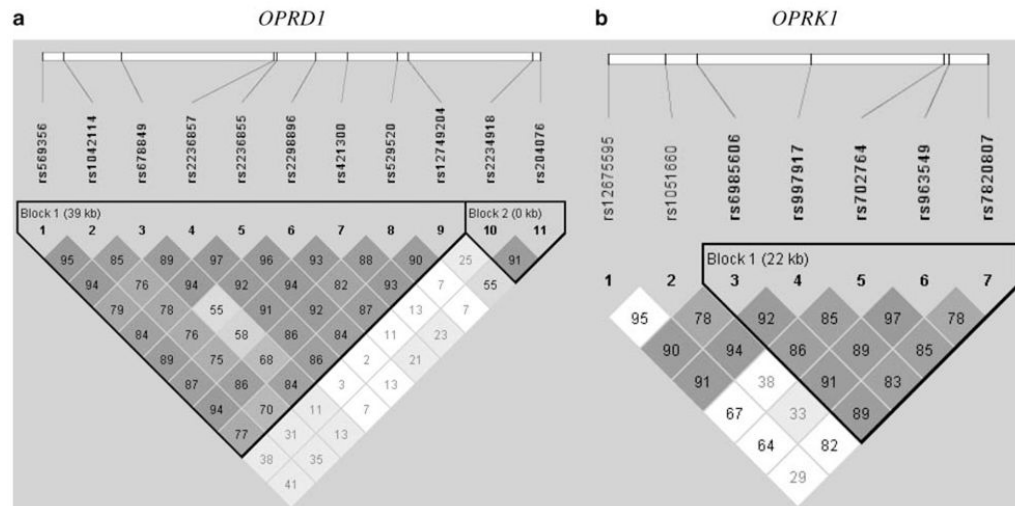 a
OPRD1
rs569356
rs1042114
rs678849
rs2236857
rs2236855
rs2298896
rs421300
rs529520
rs12749204
rs2234918
rs204076
Block 1 (39 kb)
Block 2 (0 kb)
1 2 3 4 5 6 7 8 9 10 11
95 85 89 97 96 93 88 90 25 91
94 76 94 92 94 82 93 7 55
79 78 55 91 92 87 13 7
84 76 58 86 84 11 23
89 75 68 86 2 21
87 86 84 3 13
94 70 11 7
77 31 13
38 35
41
b
OPRK1
rs12675595
rs1051660
rs6985606
rs997917
rs702764
rs963549
rs7820807
Block 1 (22 kb)
1 2 3 4 5 6 7
95 78 92 85 97 78
90 94 86 89 85
91 38 91 83
67 33 89
64 82
29